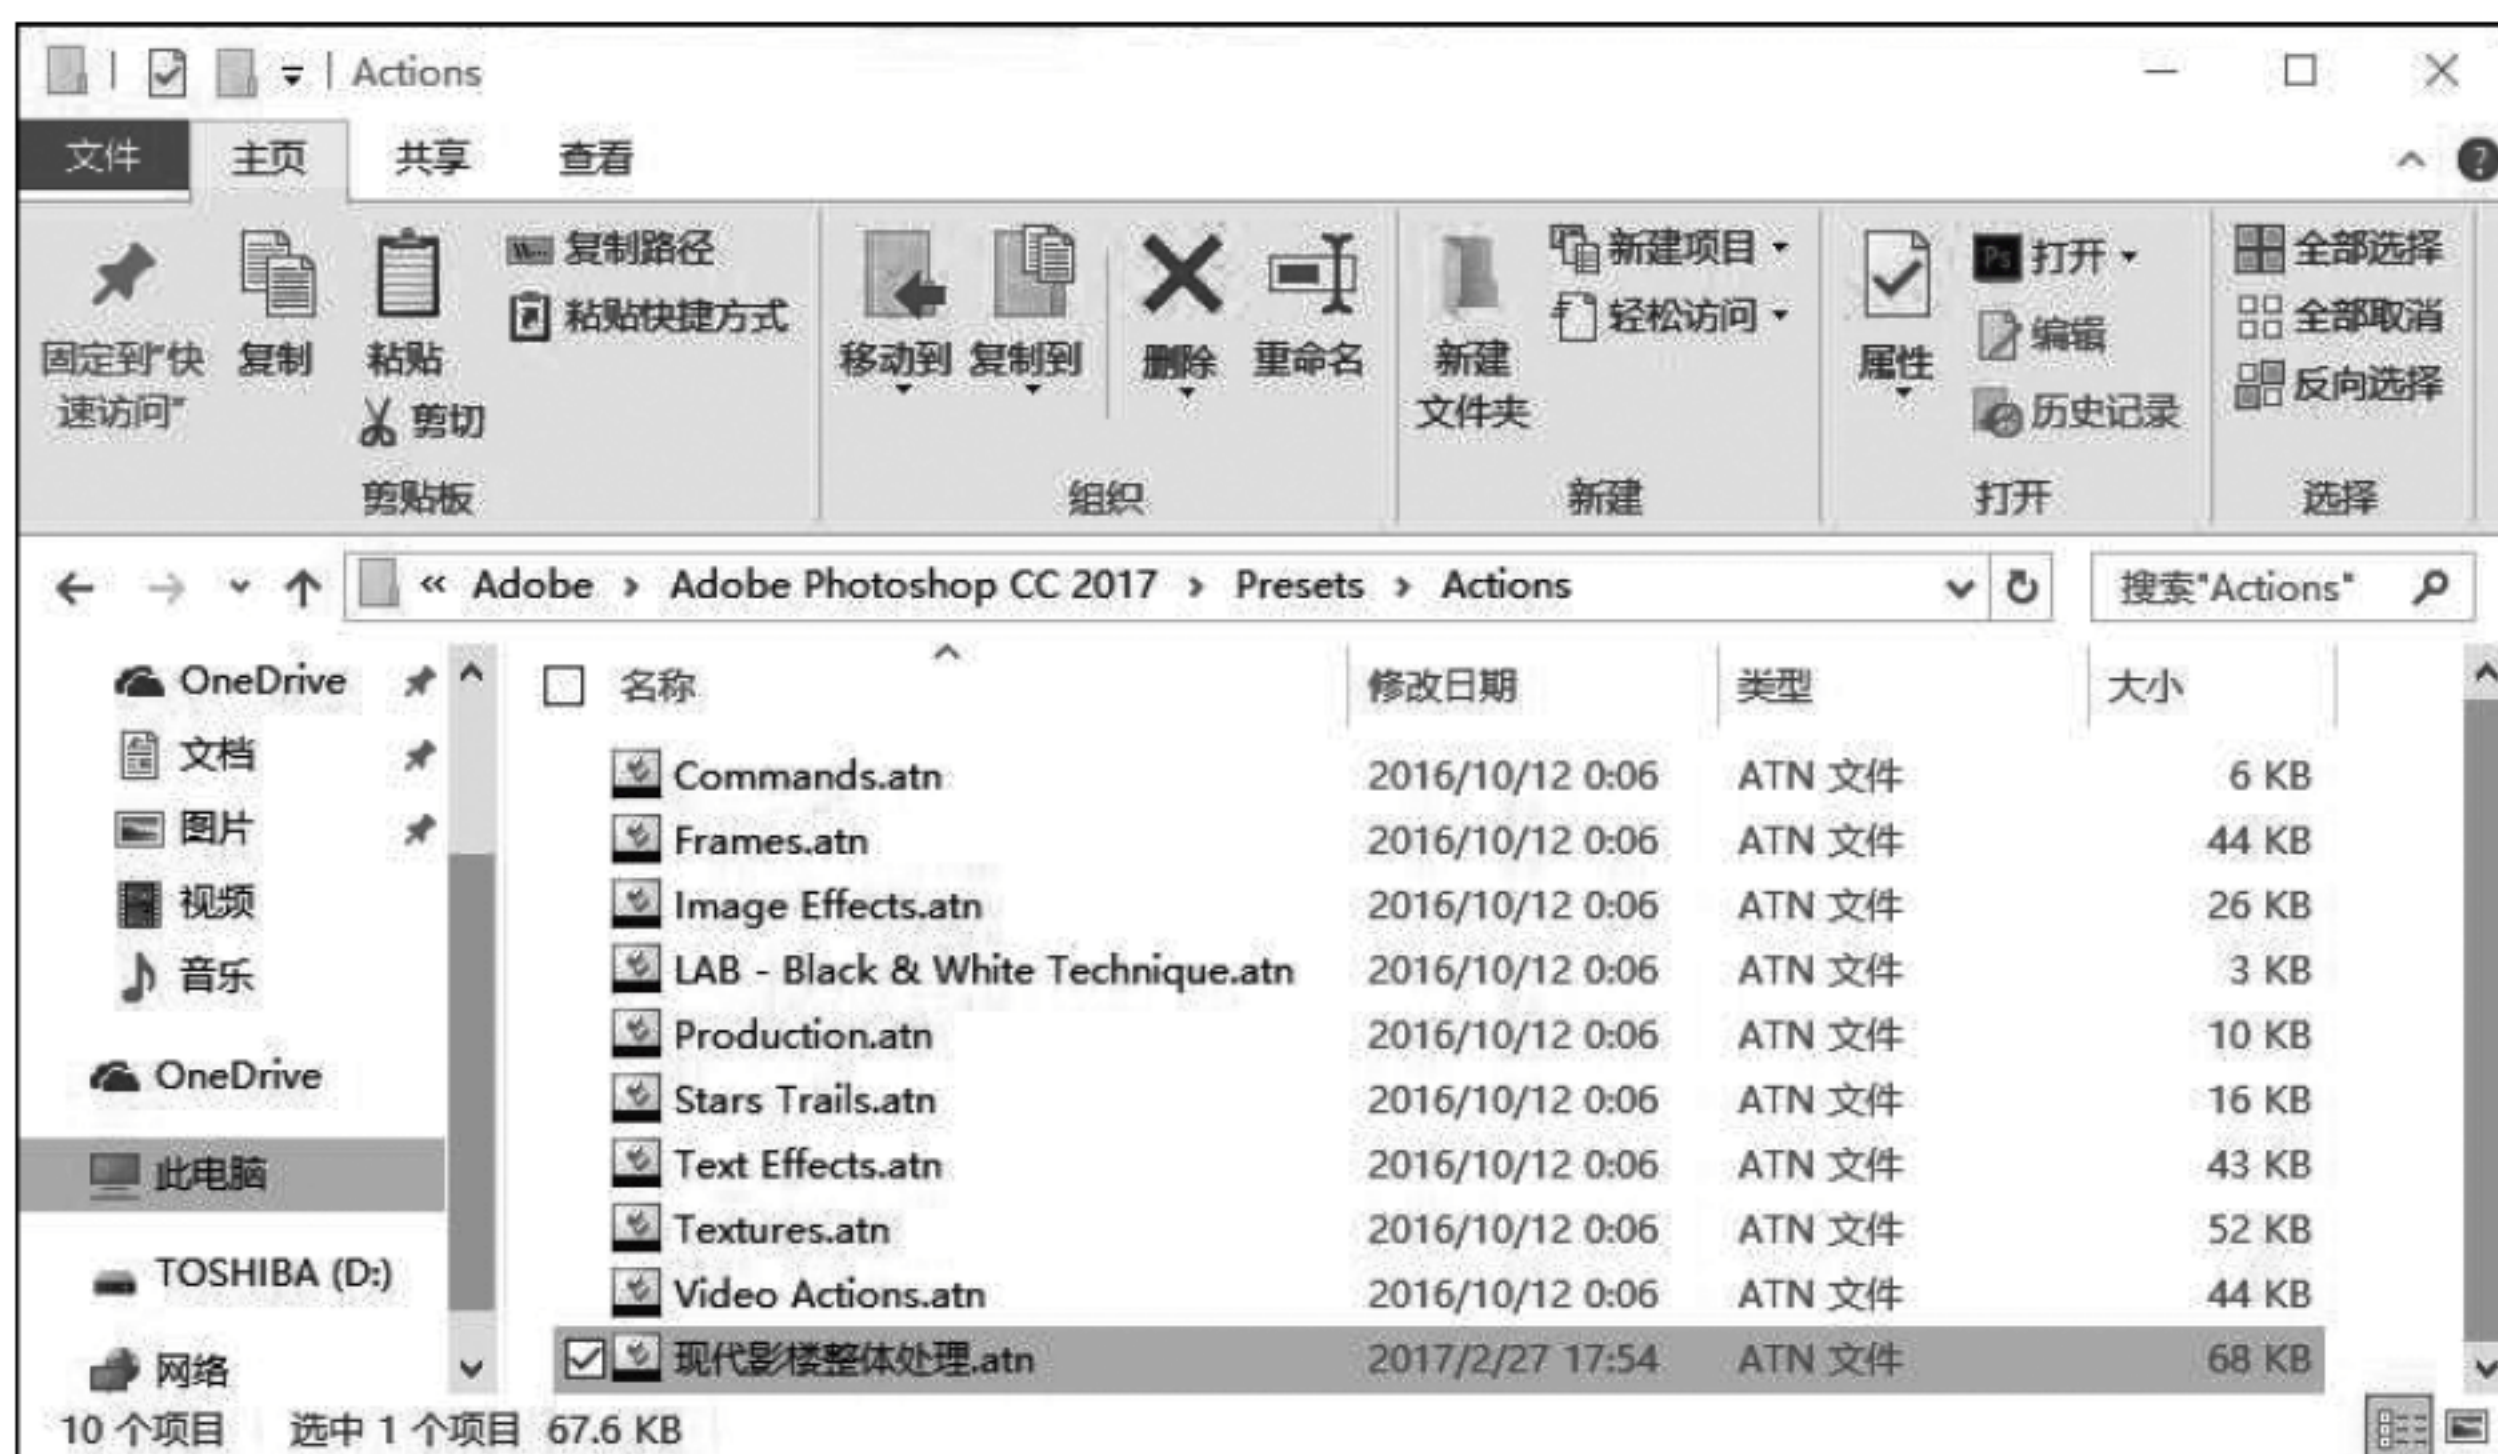 Actions
文件 主页 共享 查看
固定到"快速访问" 复制 粘贴 剪切 复制路径 粘贴快捷方式
移动到 复制到 删除 重命名
新建文件夹 新建项目 轻松访问
属性 Ps 打开 编辑 历史记录
全部选择 全部取消 反向选择
剪贴板 组织 新建 打开 选择
« Adobe › Adobe Photoshop CC 2017 › Presets › Actions 搜索"Actions"
OneDrive
文档
图片
视频
音乐
OneDrive
此电脑
TOSHIBA (D:)
网络
名称 修改日期 类型 大小
Commands.atn 2016/10/12 0:06 ATN 文件 6 KB
Frames.atn 2016/10/12 0:06 ATN 文件 44 KB
Image Effects.atn 2016/10/12 0:06 ATN 文件 26 KB
LAB - Black & White Technique.atn 2016/10/12 0:06 ATN 文件 3 KB
Production.atn 2016/10/12 0:06 ATN 文件 10 KB
Stars Trails.atn 2016/10/12 0:06 ATN 文件 16 KB
Text Effects.atn 2016/10/12 0:06 ATN 文件 43 KB
Textures.atn 2016/10/12 0:06 ATN 文件 52 KB
Video Actions.atn 2016/10/12 0:06 ATN 文件 44 KB
现代影楼整体处理.atn 2017/2/27 17:54 ATN 文件 68 KB
10 个项目 选中 1 个项目 67.6 KB